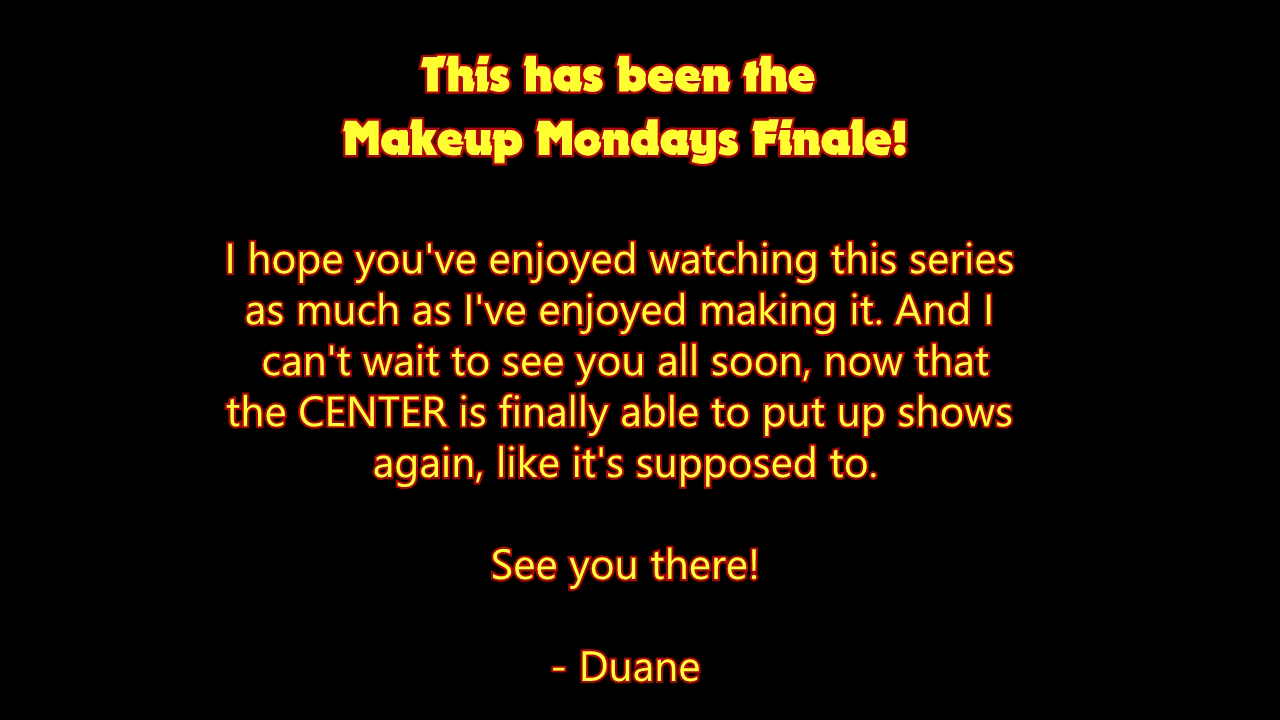 This has been the
Makeup Mondays Finale!
I hope you've enjoyed watching this series
as much as I've enjoyed making it. And I
can't wait to see you all soon, now that
the CENTER is finally able to put up shows
again, like it's supposed to.
See you there!
- Duane